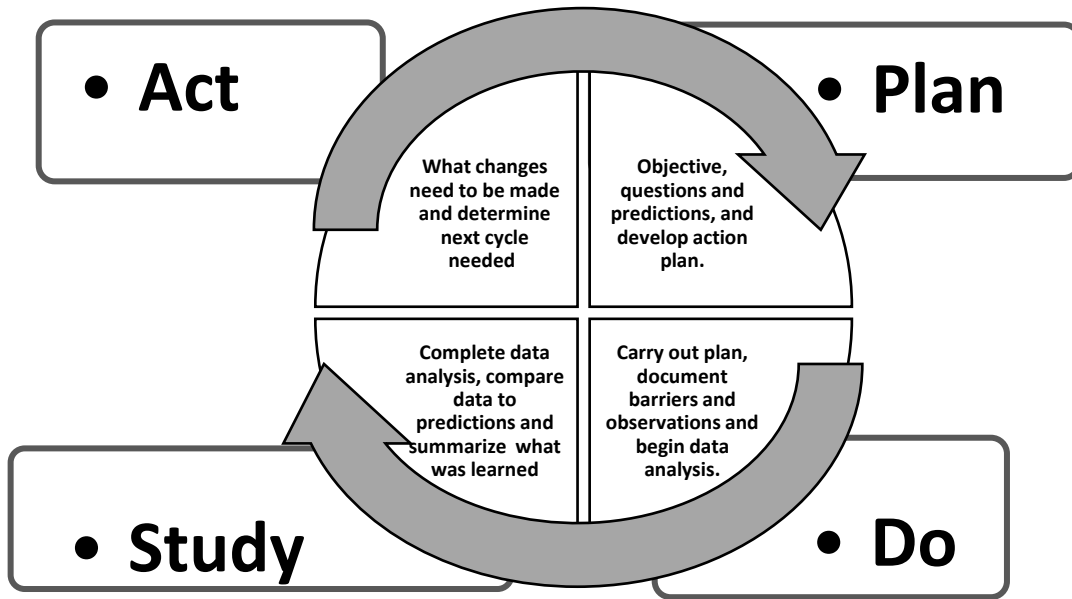 • Act
• Plan
What changes
need to be made
and determine
next cycle
needed
Objective,
questions and
predictions, and
develop action
plan.
Complete data
analysis, compare
data to
predictions and
summarize what
was learned
Carry out plan,
document
barriers and
observations and
begin data
analysis.
• Study
• Do